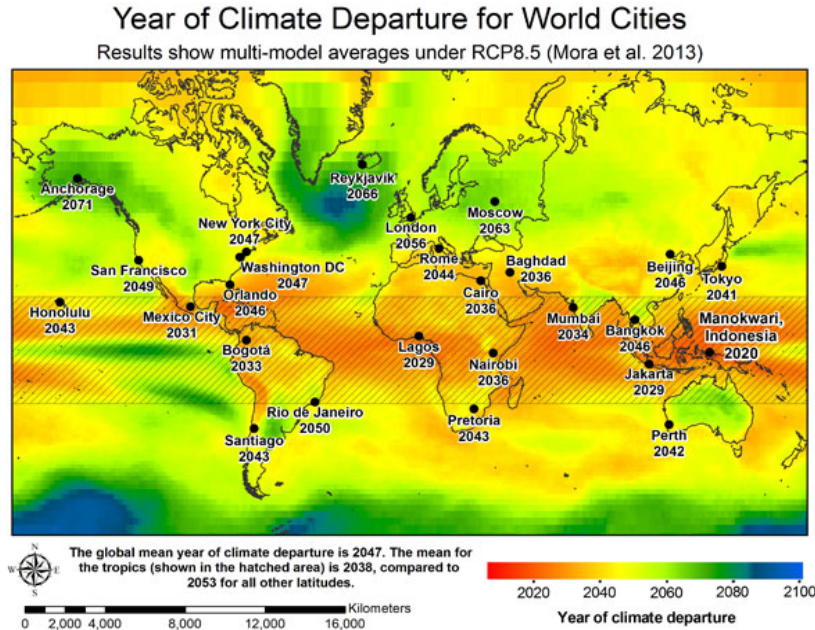 Year of Climate Departure for World Cities
Results show multi-model averages under RCP8.5 (Mora et al. 2013)
Anchorage
2071
Reykjavik
2066
London
2056
Moscow
2063
New York City
2047
Washington DC
2047
San Francisco
2049
Rome
2044
Baghdad
2036
Beijing
2046
Tokyo
2041
Orlando
2046
Cairo
2036
Honolulu
2043
Mexico City
2031
Mumbai
2034
Bangkok
2046
Manokwari,
Indonesia
2020
Bogotá
2033
Lagos
2029
Nairobi
2036
Jakarta
2029
Rio de Janeiro
2050
Pretoria
2043
Santiago
2043
Perth
2042
N
W
E
S
The global mean year of climate departure is 2047. The mean for
the tropics (shown in the hatched area) is 2038, compared to
2053 for all other latitudes.
Kilometers
0 2,000 4,000 8,000 12,000 16,000
2020 2040 2060 2080 2100
Year of climate departure